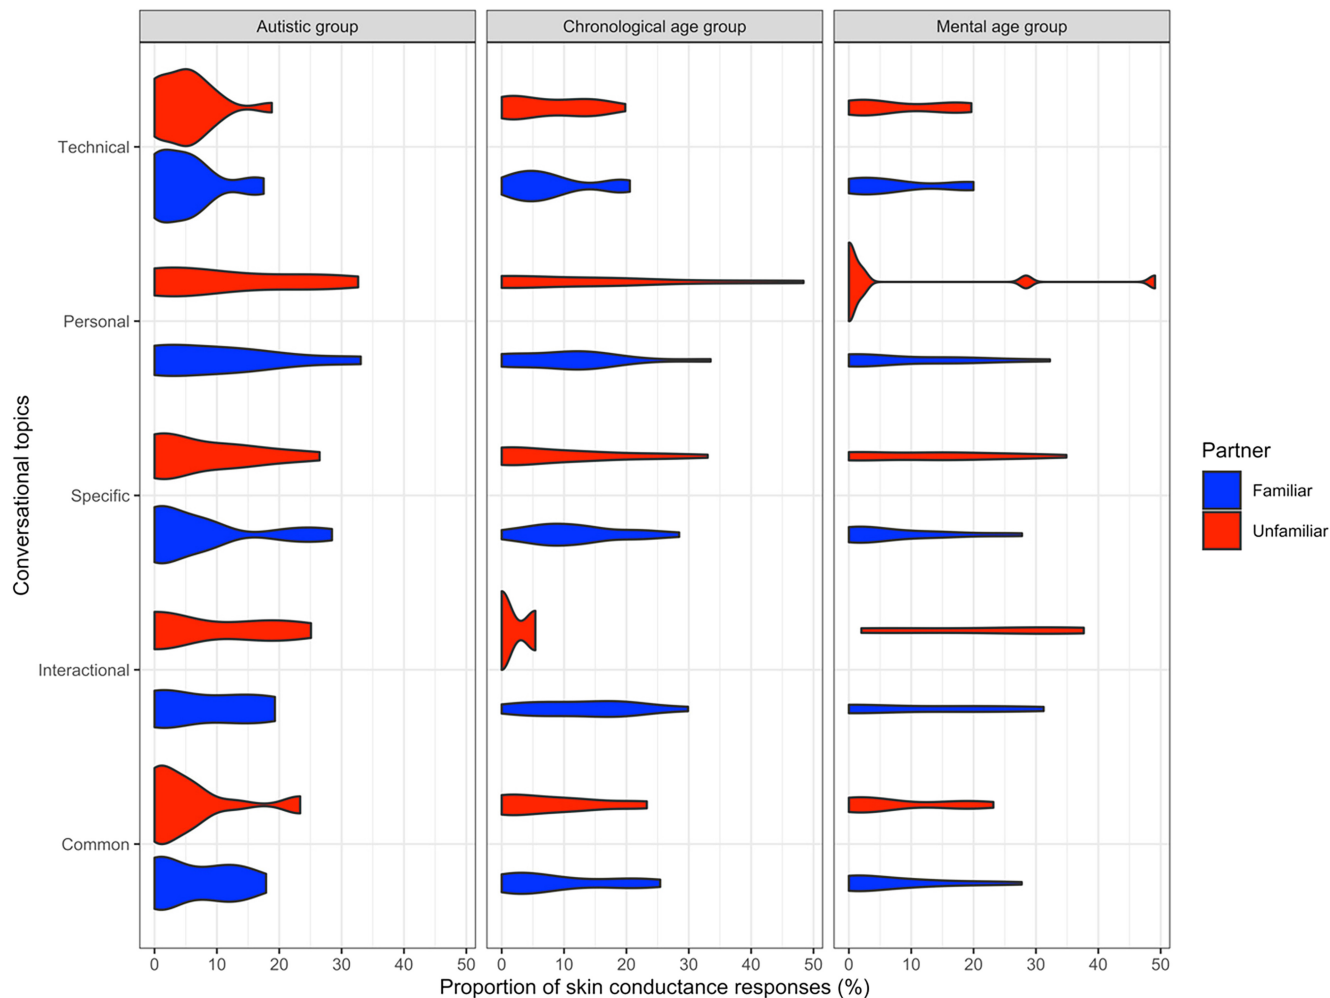 Autistic group
Chronological age group
Mental age group
Technical
Personal
Specific
Interactional
Common
Conversational topics
0 10 20 30 40 50
0 10 20 30 40 50
0 10 20 30 40 50
Proportion of skin conductance responses (%)
Partner
Familiar
Unfamiliar